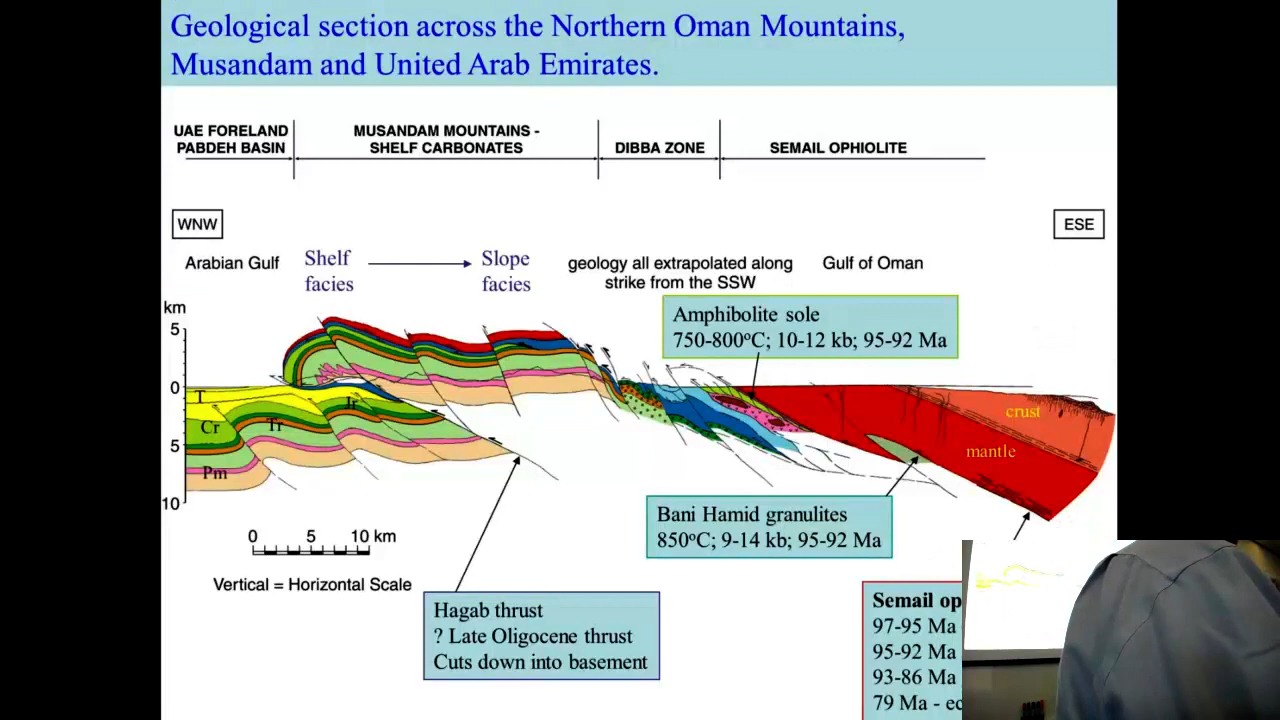 Geological section across the Northern Oman Mountains,
Musandam and United Arab Emirates.
UAE FORELAND
PABDEH BASIN
MUSANDAM MOUNTAINS -
SHELF CARBONATES
DIBBA ZONE
SEMAIL OPHIOLITE
WNW
ESE
Arabian Gulf
Shelf
facies
Slope
facies
geology all extrapolated along
strike from the SSW
Gulf of Oman
km
5
0
5
10
Amphibolite sole
750-800°C; 10-12 kb; 95-92 Ma
T
Jr
Cr
Tr
Pm
crust
mantle
Bani Hamid granulites
850°C; 9-14 kb; 95-92 Ma
0 5 10 km
Vertical = Horizontal Scale
Hagab thrust
? Late Oligocene thrust
Cuts down into basement
Semail op
97-95 Ma
95-92 Ma
93-86 Ma
79 Ma - ec